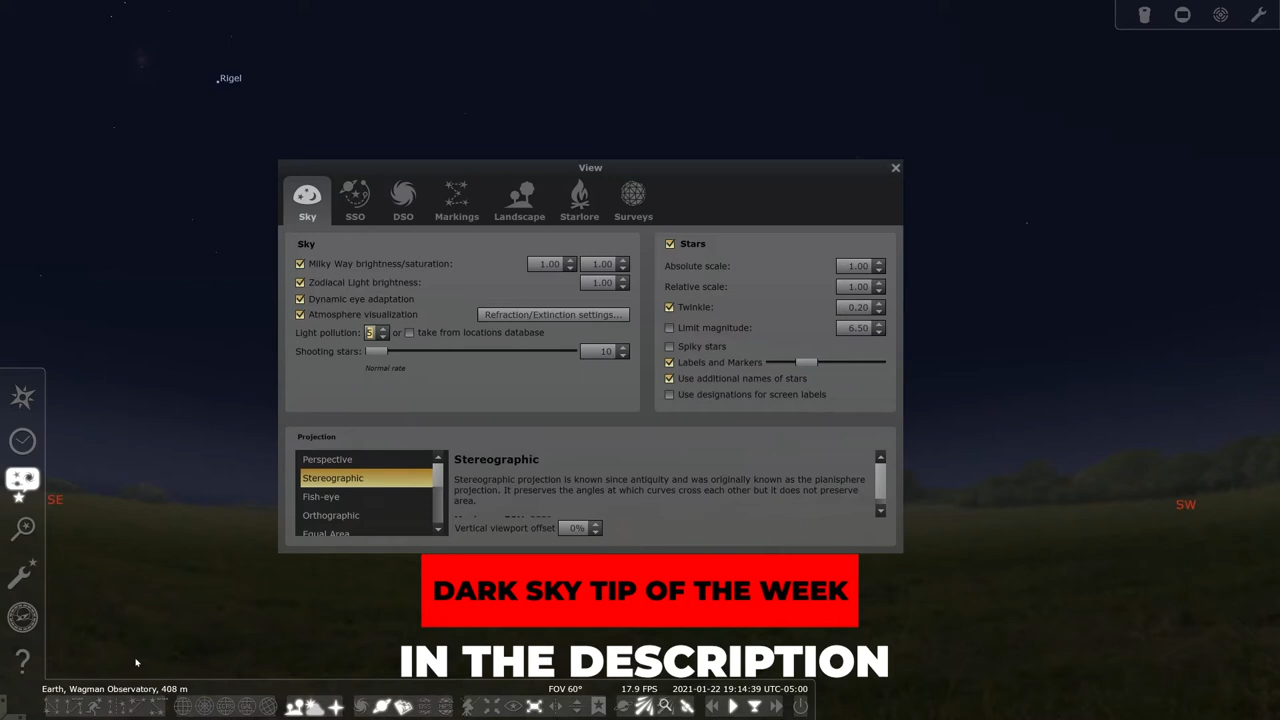 Rigel
View
Sky
SSO
DSO
Markings
Landscape
Starlore
Surveys
Sky
Milky Way brightness/saturation: 1.00 1.00
Zodiacal Light brightness: 1.00
Dynamic eye adaptation
Atmosphere visualization Refraction/Extinction settings...
Light pollution: 5 or take from locations database
Shooting stars: 10
Normal rate
Stars
Absolute scale: 1.00
Relative scale: 1.00
Twinkle: 0.20
Limit magnitude: 6.50
Spiky stars
Labels and Markers
Use additional names of stars
Use designations for screen labels
Projection
Perspective
Stereographic
Fish-eye
Orthographic
Equal Area
Stereographic
Stereographic projection is known since antiquity and was originally known as the planisphere
projection. It preserves the angles at which curves cross each other but it does not preserve
area.
Vertical viewport offset 0%
SE
SW
DARK SKY TIP OF THE WEEK
IN THE DESCRIPTION
Earth, Wagman Observatory, 408 m FOV 60° 17.9 FPS 2021-01-22 19:14:39 UTC-05:00